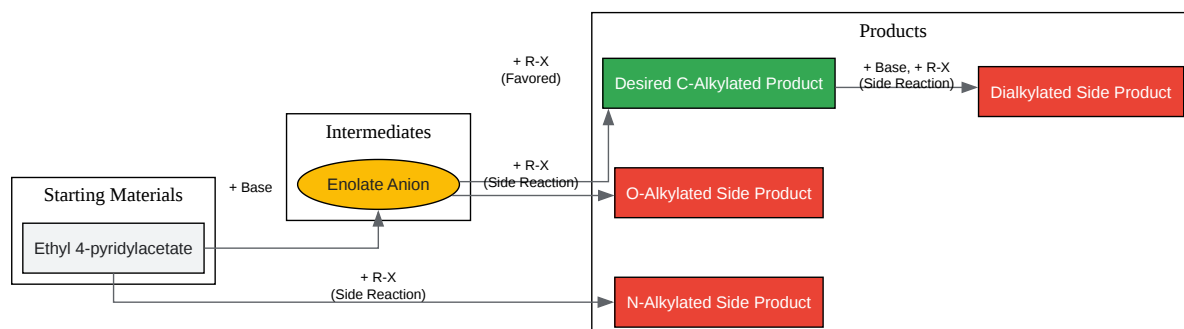 Products
+ R-X
(Favored)
Desired C-Alkylated Product
+ Base, + R-X
(Side Reaction)
Dialkylated Side Product
Intermediates
Enolate Anion
+ R-X
(Side Reaction)
O-Alkylated Side Product
Starting Materials
+ Base
Ethyl 4-pyridylacetate
+ R-X
(Side Reaction)
N-Alkylated Side Product